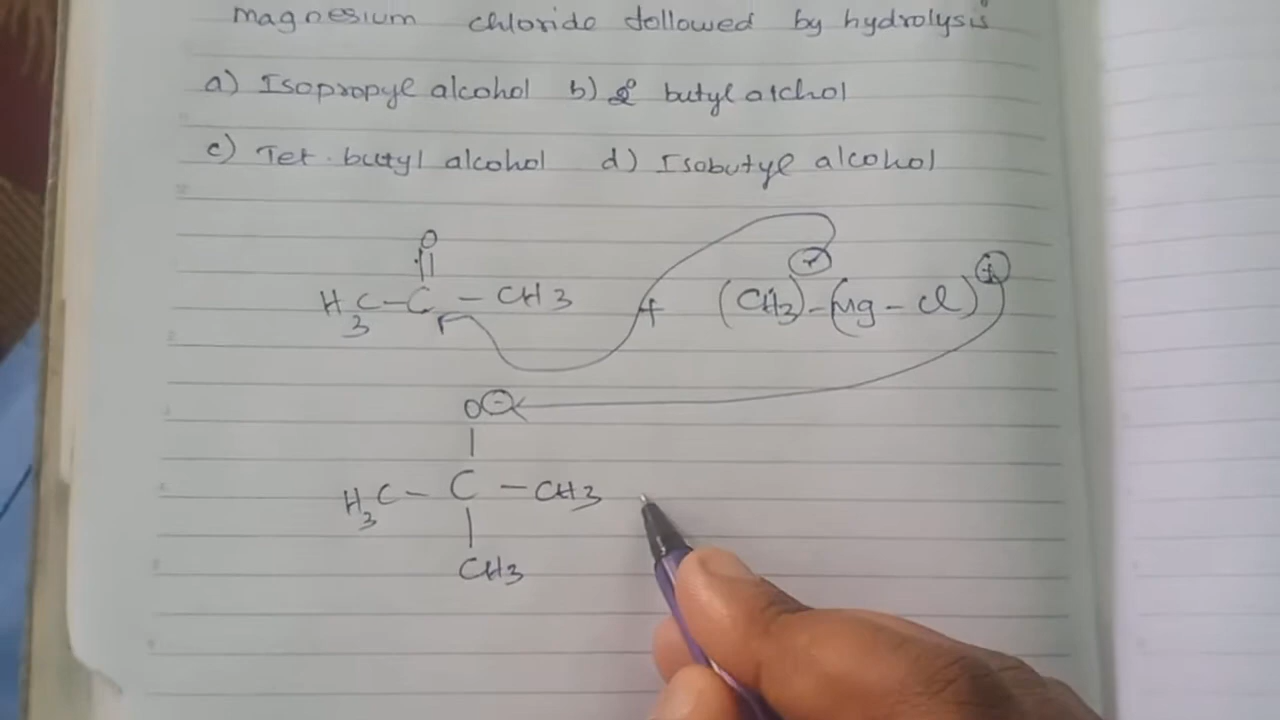 magnesium chloride followed by hydrolysis
a) Isopropyl alcohol b) butyl alchol
c) Tet. butyl alcohol d) Isobutyl alcohol
O
H3C-C-CH3 + (CH3)-(Mg-Cl)
O-
H3C-C-CH3
CH3